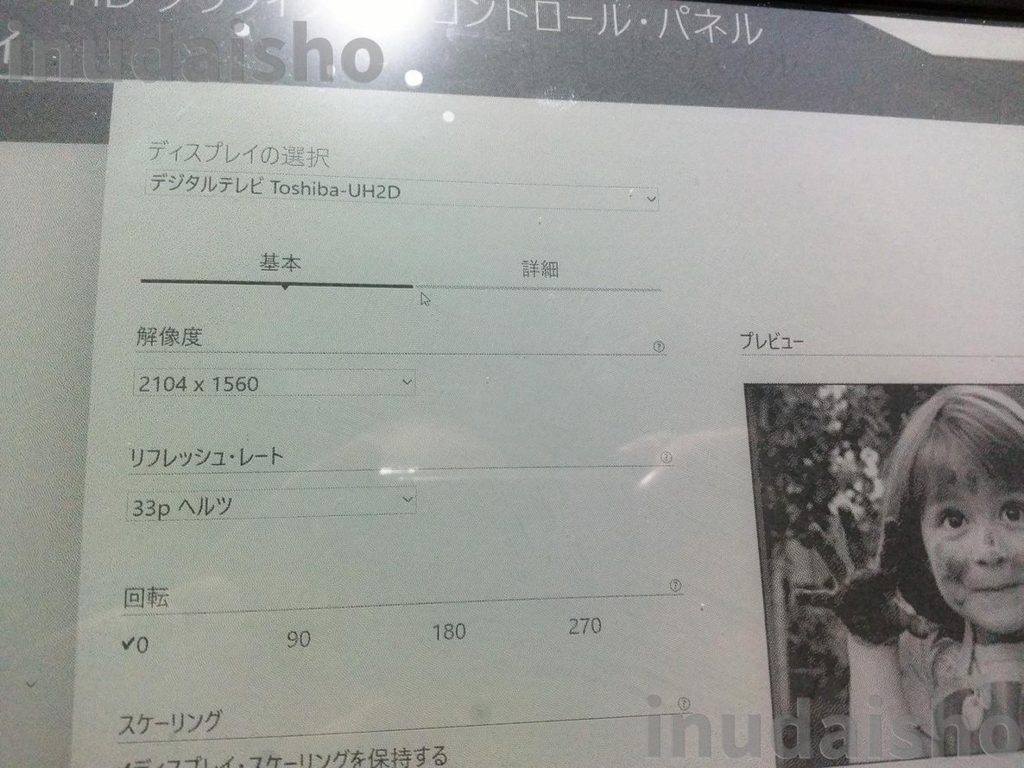 コントロール・パネル
inudaisho
ディスプレイの選択
デジタルテレビ Toshiba-UH2D
基本 詳細
解像度
2104 x 1560
プレビュー
リフレッシュ・レート
33p ヘルツ
回転
✔0 90 180 270
スケーリング
ディスプレイ・スケーリングを保持する
inudaisho